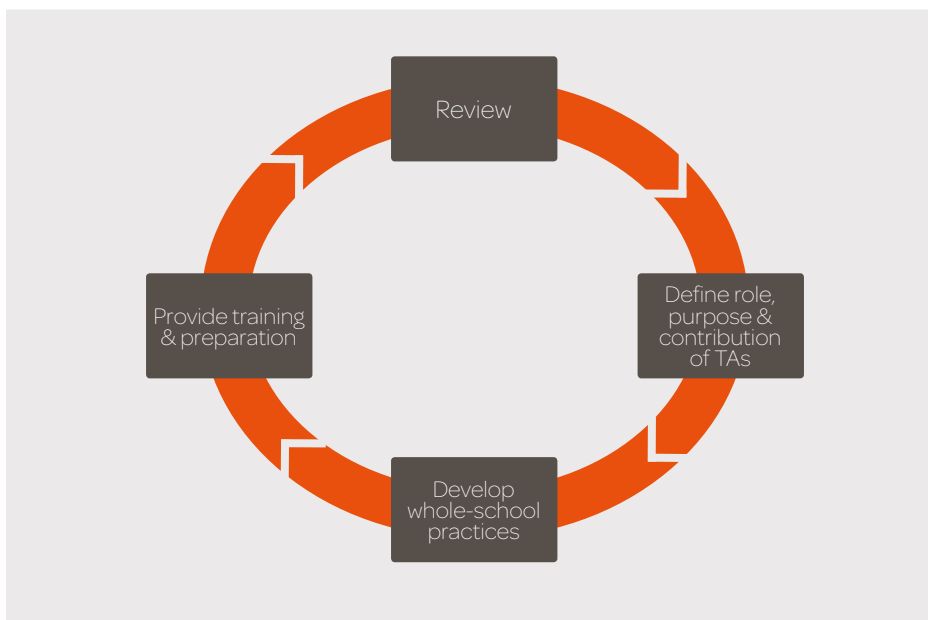 Review
Define role,
purpose &
contribution
of TAs
Develop
whole-school
practices
Provide training
& preparation